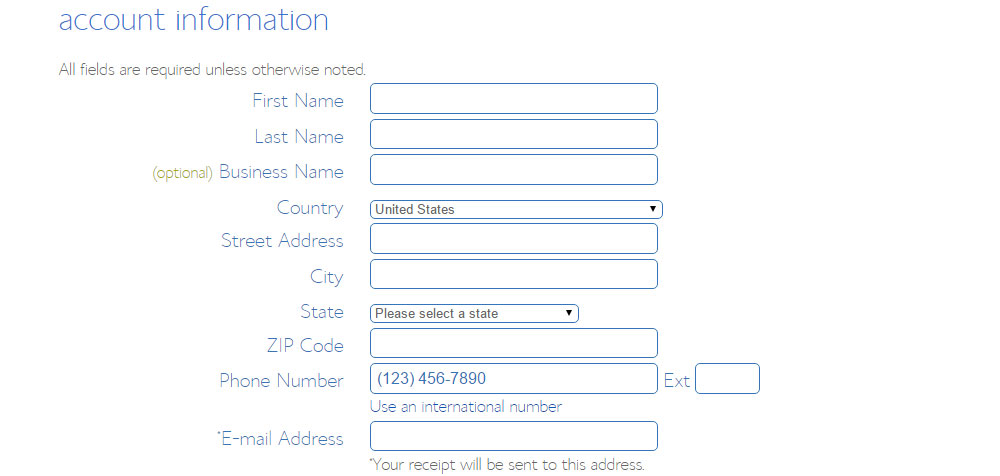 account information
All fields are required unless otherwise noted.
First Name
Last Name
(optional) Business Name
Country United States
Street Address
City
State Please select a state
ZIP Code
Phone Number (123) 456-7890 Ext
Use an international number
*E-mail Address
*Your receipt will be sent to this address.